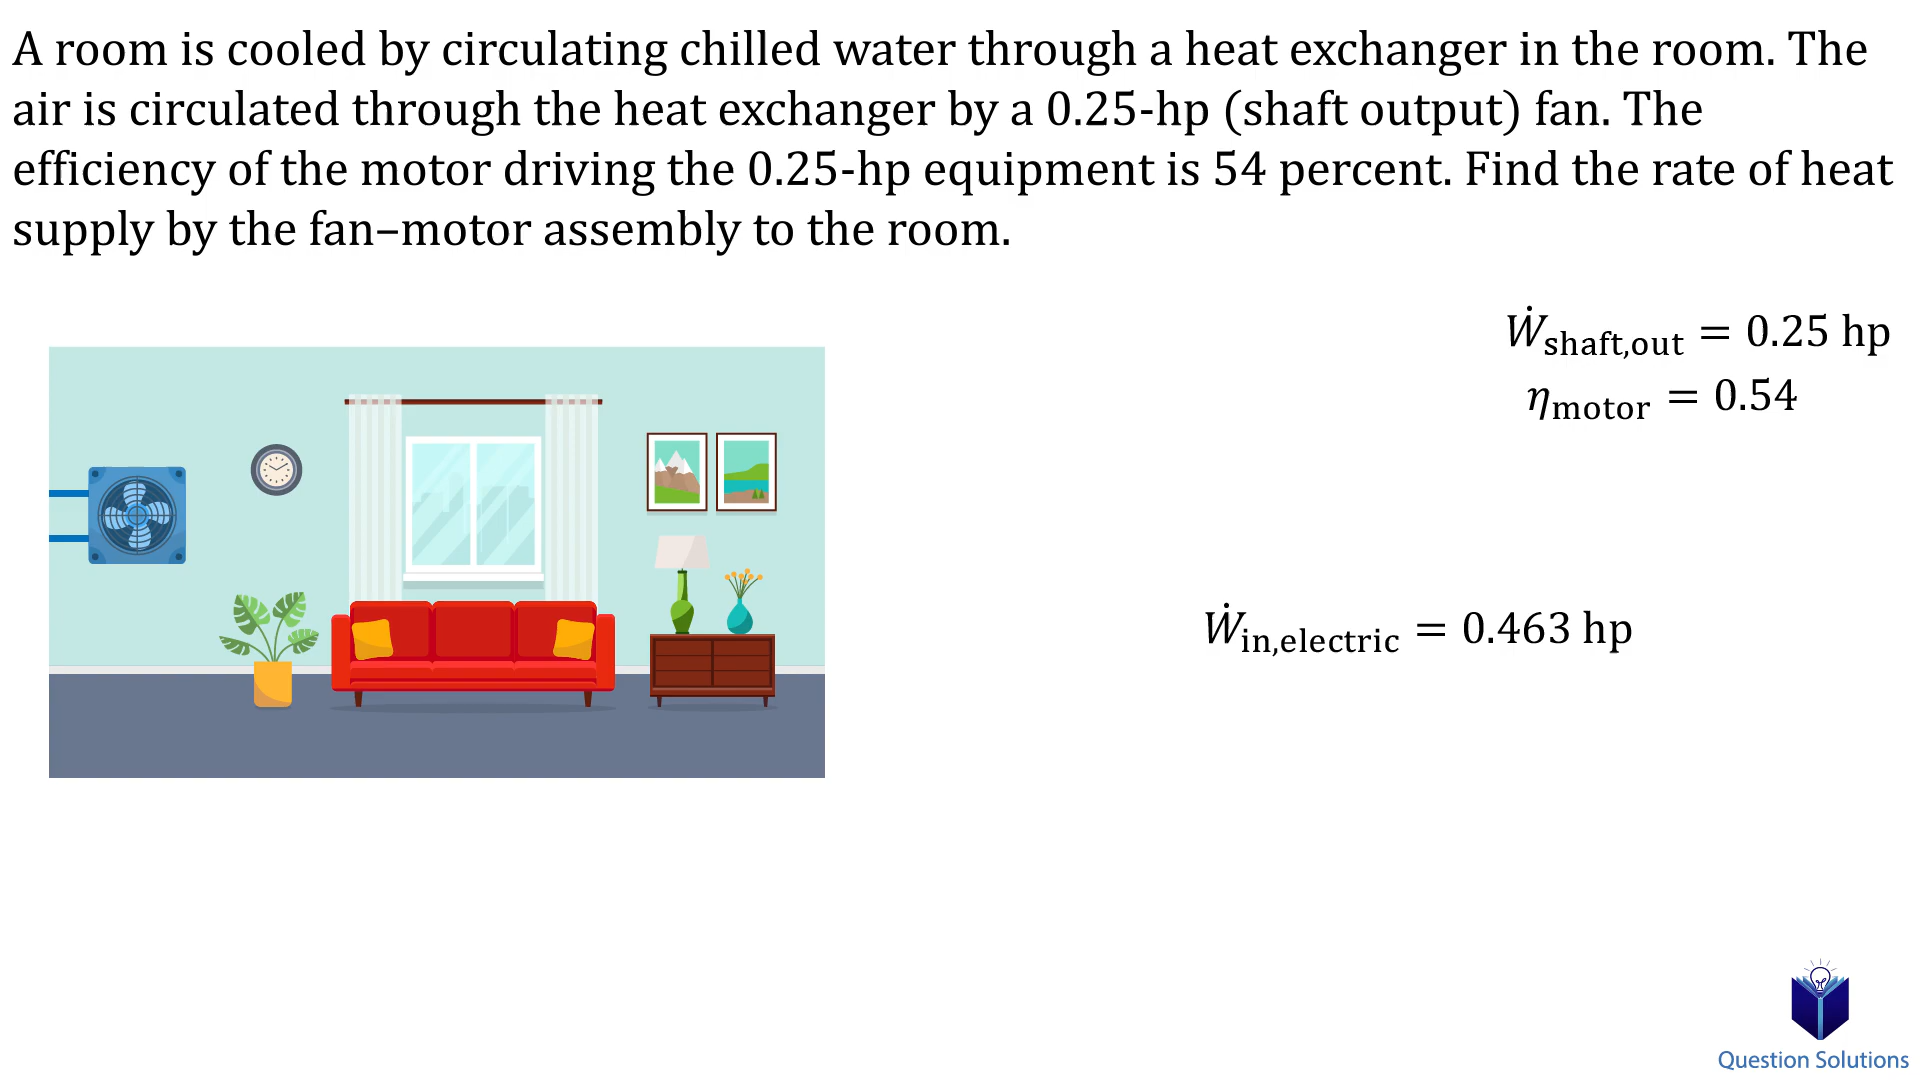 A room is cooled by circulating chilled water through a heat exchanger in the room. The
air is circulated through the heat exchanger by a 0.25-hp (shaft output) fan. The
efficiency of the motor driving the 0.25-hp equipment is 54 percent. Find the rate of heat
supply by the fan–motor assembly to the room.
Ẇshaft,out = 0.25 hp
ηmotor = 0.54
Ẇin,electric = 0.463 hp
Question Solutions